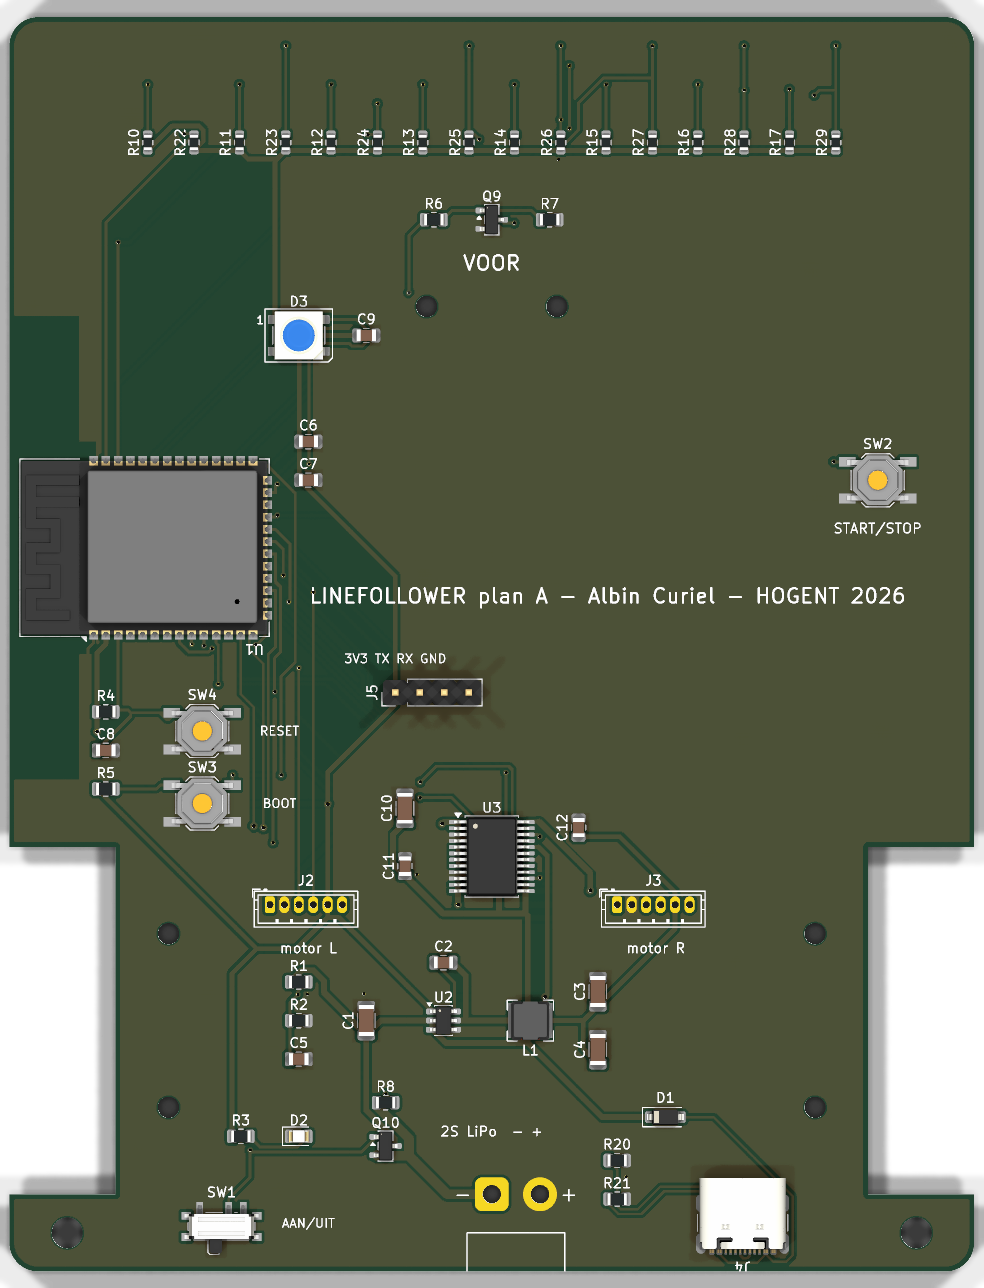 R10 R22 R11 R23 R12 R24 R13 R25 R14 R26 R15 R27 R16 R28 R17 R29
Q9
R6 R7
VOOR
D3
1
C9
C6
C7
SW2
START/STOP
LINEFOLLOWER plan A – Albin Curiel – HOGENT 2026
U1
3V3 TX RX GND
J5
R4 SW4
RESET
C8
SW3
R5
BOOT
C10 U3 C12
C11
J2 J3
motor L motor R
C2
R1
C3
U2
R2 C1
C5 L1 C4
R8
D1
R3 D2 Q10
2S LiPo - +
R20
R21
SW1
– +
AAN/UIT
J4